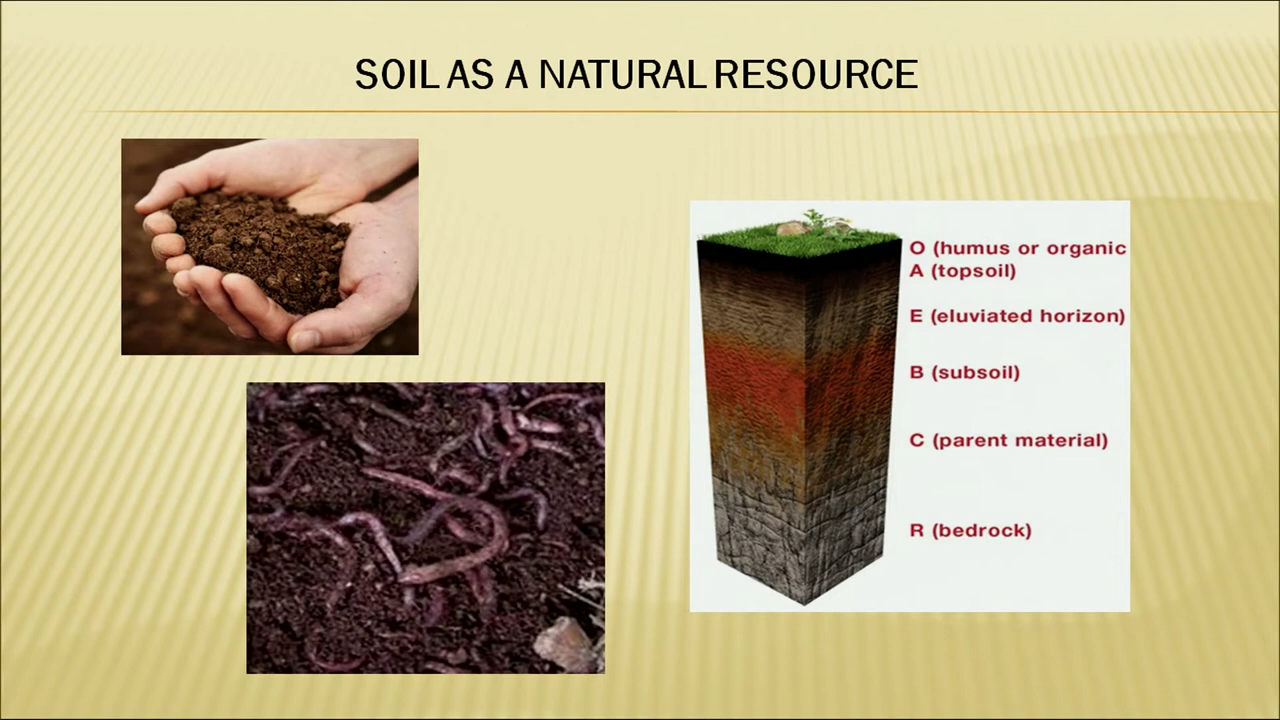 SOIL AS A NATURAL RESOURCE
O (humus or organic
A (topsoil)
E (eluviated horizon)
B (subsoil)
C (parent material)
R (bedrock)